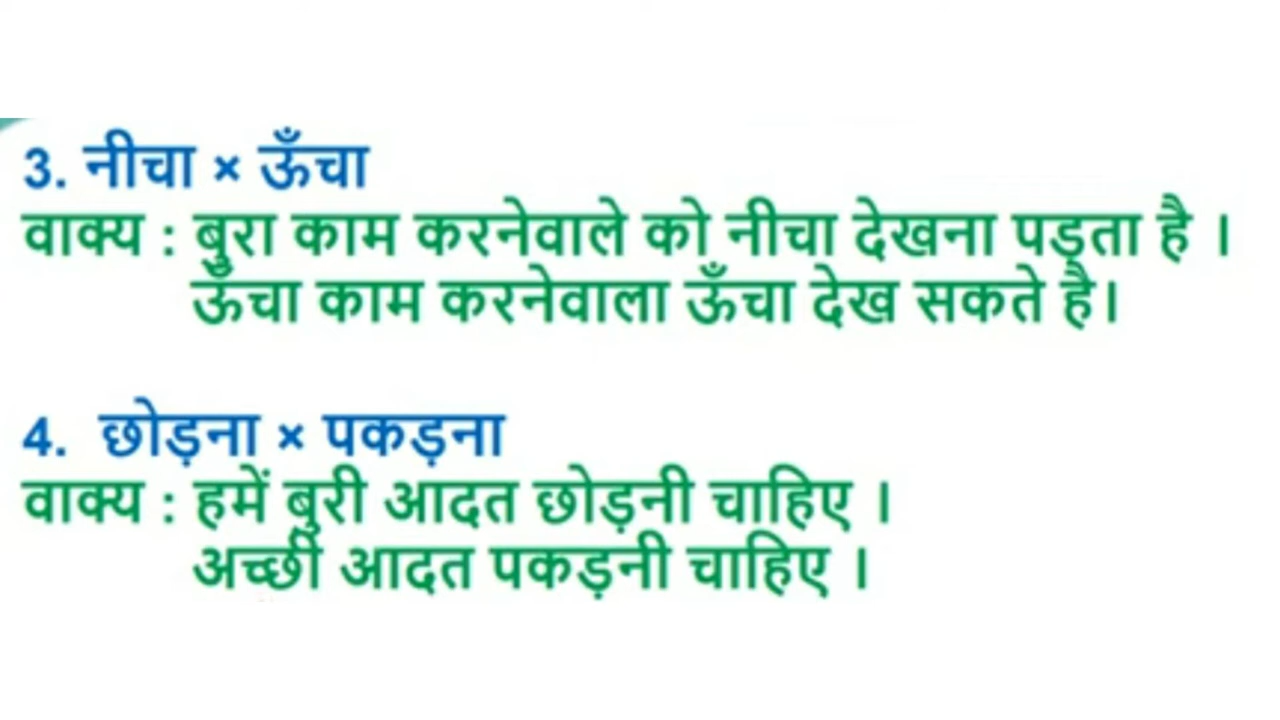 3. नीचा × ऊँचा
वाक्य : बुरा काम करनेवाले को नीचा देखना पड़ता है ।
ऊँचा काम करनेवाला ऊँचा देख सकते है।
4. छोड़ना × पकड़ना
वाक्य : हमें बुरी आदत छोड़नी चाहिए ।
अच्छी आदत पकड़नी चाहिए ।